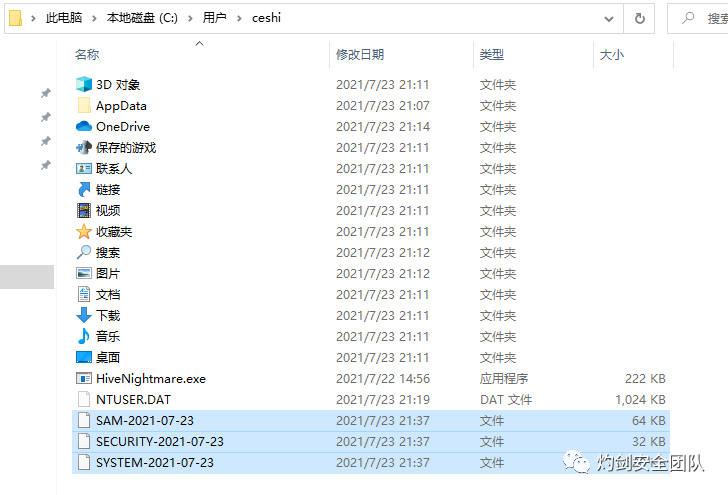 此电脑 > 本地磁盘 (C:) > 用户 > ceshi
名称 修改日期 类型 大小
3D 对象 2021/7/23 21:11 文件夹
AppData 2021/7/23 21:07 文件夹
OneDrive 2021/7/23 21:14 文件夹
保存的游戏 2021/7/23 21:11 文件夹
联系人 2021/7/23 21:11 文件夹
链接 2021/7/23 21:11 文件夹
视频 2021/7/23 21:11 文件夹
收藏夹 2021/7/23 21:11 文件夹
搜索 2021/7/23 21:12 文件夹
图片 2021/7/23 21:12 文件夹
文档 2021/7/23 21:11 文件夹
下载 2021/7/23 21:11 文件夹
音乐 2021/7/23 21:11 文件夹
桌面 2021/7/23 21:11 文件夹
HiveNightmare.exe 2021/7/22 14:56 应用程序 222 KB
NTUSER.DAT 2021/7/23 21:19 DAT 文件 1,024 KB
SAM-2021-07-23 2021/7/23 21:37 文件 64 KB
SECURITY-2021-07-23 2021/7/23 21:37 文件 32 KB
SYSTEM-2021-07-23 2021/7/23 21:37 文件
灼剑安全团队